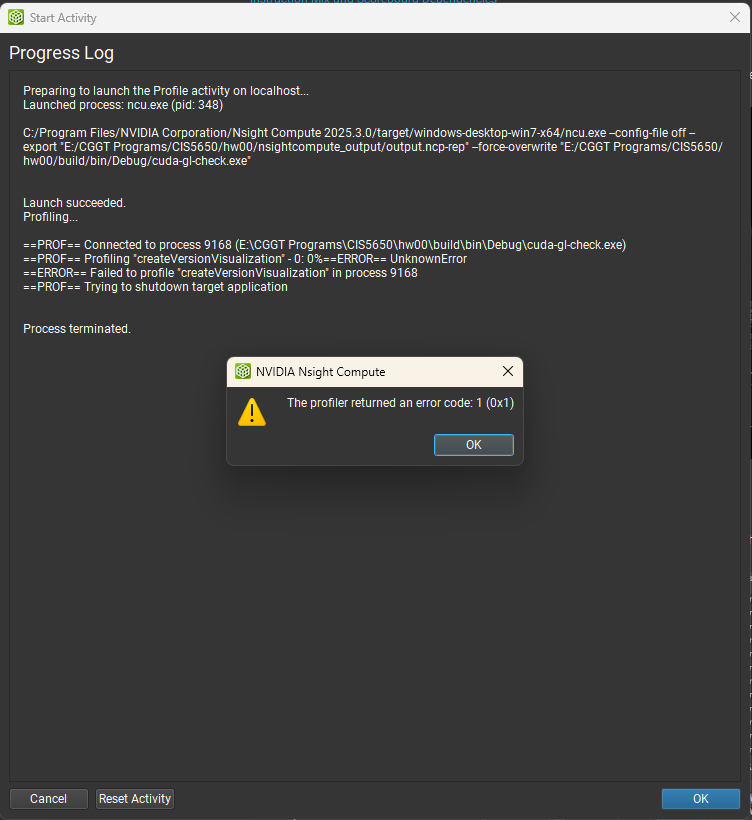 Start Activity
Progress Log
Preparing to launch the Profile activity on localhost...
Launched process: ncu.exe (pid: 348)
C:/Program Files/NVIDIA Corporation/Nsight Compute 2025.3.0/target/windows-desktop-win7-x64/ncu.exe --config-file off --
export "E:/CGGT Programs/CIS5650/hw00/nsightcompute_output/output.ncp-rep" --force-overwrite "E:/CGGT Programs/CIS5650/
hw00/build/bin/Debug/cuda-gl-check.exe"
Launch succeeded.
Profiling...
==PROF== Connected to process 9168 (E:\CGGT Programs\CIS5650\hw00\build\bin\Debug\cuda-gl-check.exe)
==PROF== Profiling "createVersionVisualization" - 0: 0%==ERROR== UnknownError
==ERROR== Failed to profile "createVersionVisualization" in process 9168
==PROF== Trying to shutdown target application
Process terminated.
NVIDIA Nsight Compute
The profiler returned an error code: 1 (0x1)
OK
Cancel
Reset Activity
OK